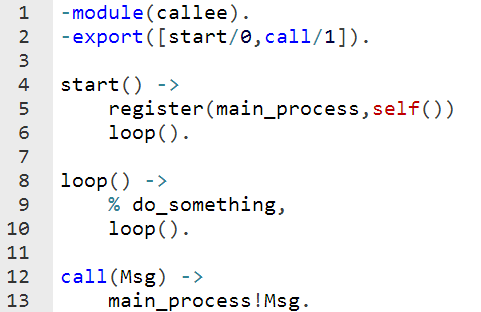 1 -module(callee).
2 -export([start/0,call/1]).
3
4 start() ->
5     register(main_process,self())
6     loop().
7
8 loop() ->
9     % do_something,
10     loop().
11
12 call(Msg) ->
13     main_process!Msg.